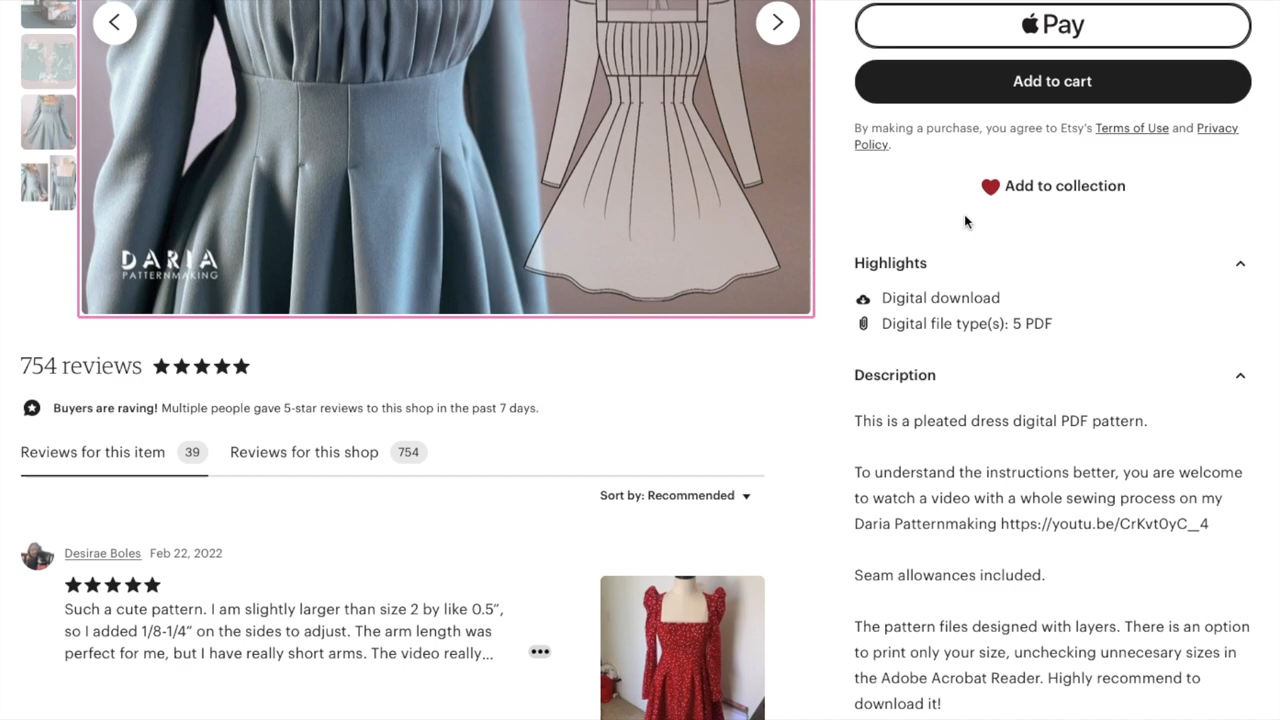 Pay
Add to cart
By making a purchase, you agree to Etsy's Terms of Use and Privacy
Policy.
Add to collection
Highlights
Digital download
Digital file type(s): 5 PDF
Description
This is a pleated dress digital PDF pattern.
To understand the instructions better, you are welcome
to watch a video with a whole sewing process on my
Daria Patternmaking https://youtu.be/CrKvt0yC__4
Seam allowances included.
The pattern files designed with layers. There is an option
to print only your size, unchecking unnecesary sizes in
the Adobe Acrobat Reader. Highly recommend to
download it!
DARIA
PATTERNMAKING
754 reviews
Buyers are raving! Multiple people gave 5-star reviews to this shop in the past 7 days.
Reviews for this item 39 Reviews for this shop 754
Sort by: Recommended
Desirae Boles Feb 22, 2022
Such a cute pattern. I am slightly larger than size 2 by like 0.5”,
so I added 1/8-1/4” on the sides to adjust. The arm length was
perfect for me, but I have really short arms. The video really...